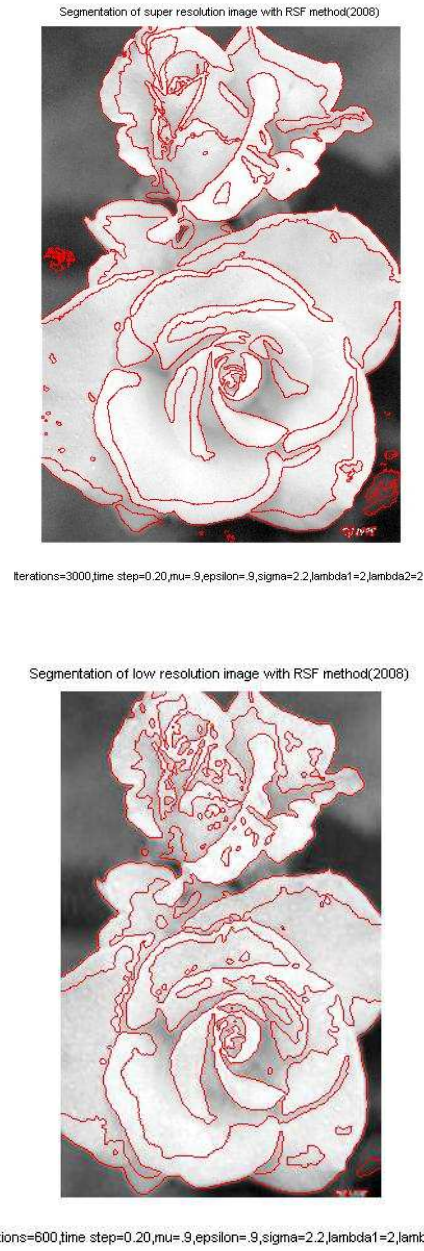 Segmentation of super resolution image with RSF method(2008)
Iterations=3000,time step=0.20,mu=.9,epsilon=.9,sigma=2.2,lambda1=2,lambda2=2
Segmentation of low resolution image with RSF method(2008)
ions=600,time step=0.20,mu=.9,epsilon=.9,sigma=2.2,lambda1=2,lamb